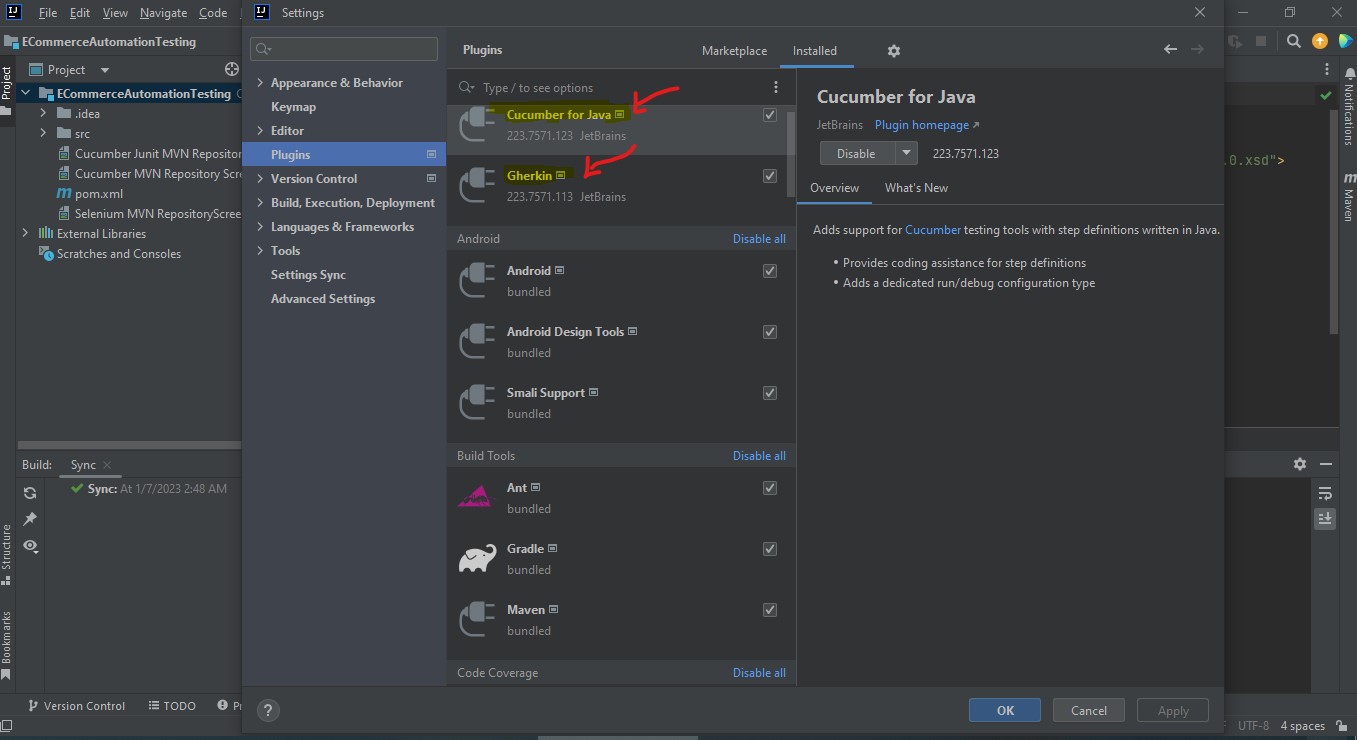 IJ File Edit View Navigate Code
IJ Settings
ECommerceAutomationTesting
Project
Project
ECommerceAutomationTesting
.idea
src
Cucumber Junit MVN Repositor
Cucumber MVN Repository Scre
pom.xml
Selenium MVN RepositoryScree
External Libraries
Scratches and Consoles
Build: Sync
Sync: At 1/7/2023 2:48 AM
Structure
Bookmarks
Version Control TODO Pr
Appearance & Behavior
Keymap
Editor
Plugins
Version Control
Build, Execution, Deployment
Languages & Frameworks
Tools
Settings Sync
Advanced Settings
?
Plugins Marketplace Installed
Type / to see options
Cucumber for Java
223.7571.123 JetBrains
Gherkin
223.7571.113 JetBrains
Android Disable all
Android
bundled
Android Design Tools
bundled
Smali Support
bundled
Build Tools Disable all
Ant
bundled
Gradle
bundled
Maven
bundled
Code Coverage Disable all
Cucumber for Java
JetBrains Plugin homepage
Disable 223.7571.123
Overview What's New
Adds support for Cucumber testing tools with step definitions written in Java.
• Provides coding assistance for step definitions
• Adds a dedicated run/debug configuration type
OK Cancel Apply
.0.xsd">
Notifications
m
Maven
UTF-8 4 spaces